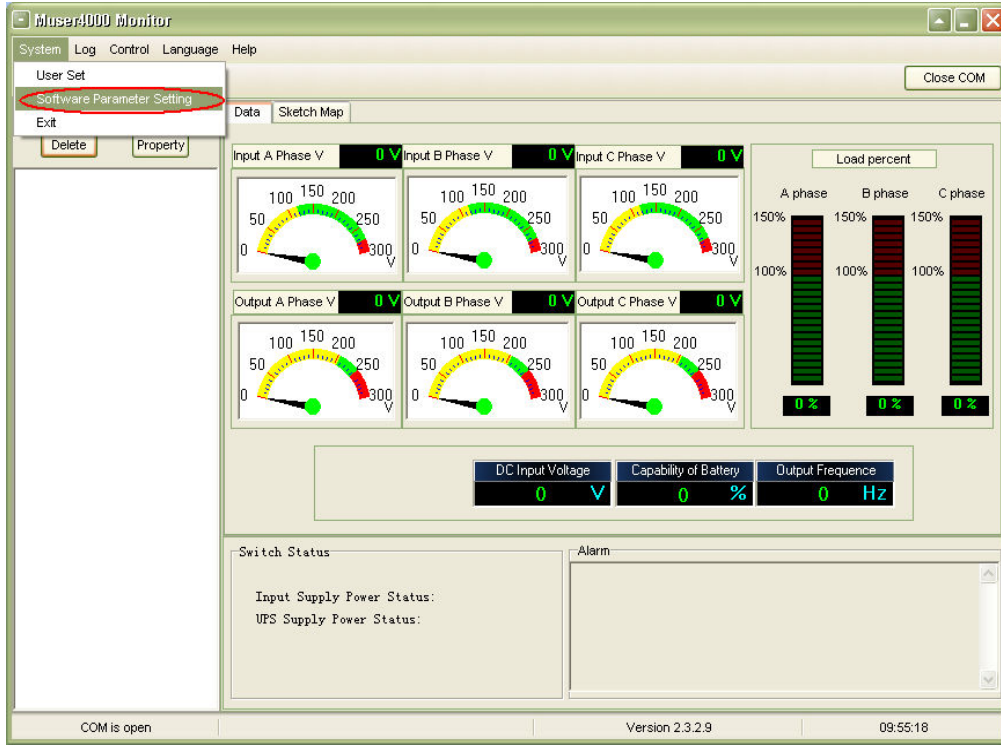 Muser4000 Monitor
System Log Control Language Help
User Set
Software Parameter Setting
Exit
Close COM
Delete Property
Data Sketch Map
Input A Phase V 0 V Input B Phase V 0 V Input C Phase V 0 V
0 50 100 150 200 250 300 V
0 50 100 150 200 250 300 V
0 50 100 150 200 250 300 V
Output A Phase V 0 V Output B Phase V 0 V Output C Phase V 0 V
0 50 100 150 200 250 300 V
0 50 100 150 200 250 300 V
0 50 100 150 200 250 300 V
Load percent
A phase B phase C phase
150% 150% 150%
100% 100% 100%
0 % 0 % 0 %
DC Input Voltage Capability of Battery Output Frequence
0 V 0 % 0 Hz
Switch Status
Input Supply Power Status:
UPS Supply Power Status:
Alarm
COM is open Version 2.3.2.9 09:55:18